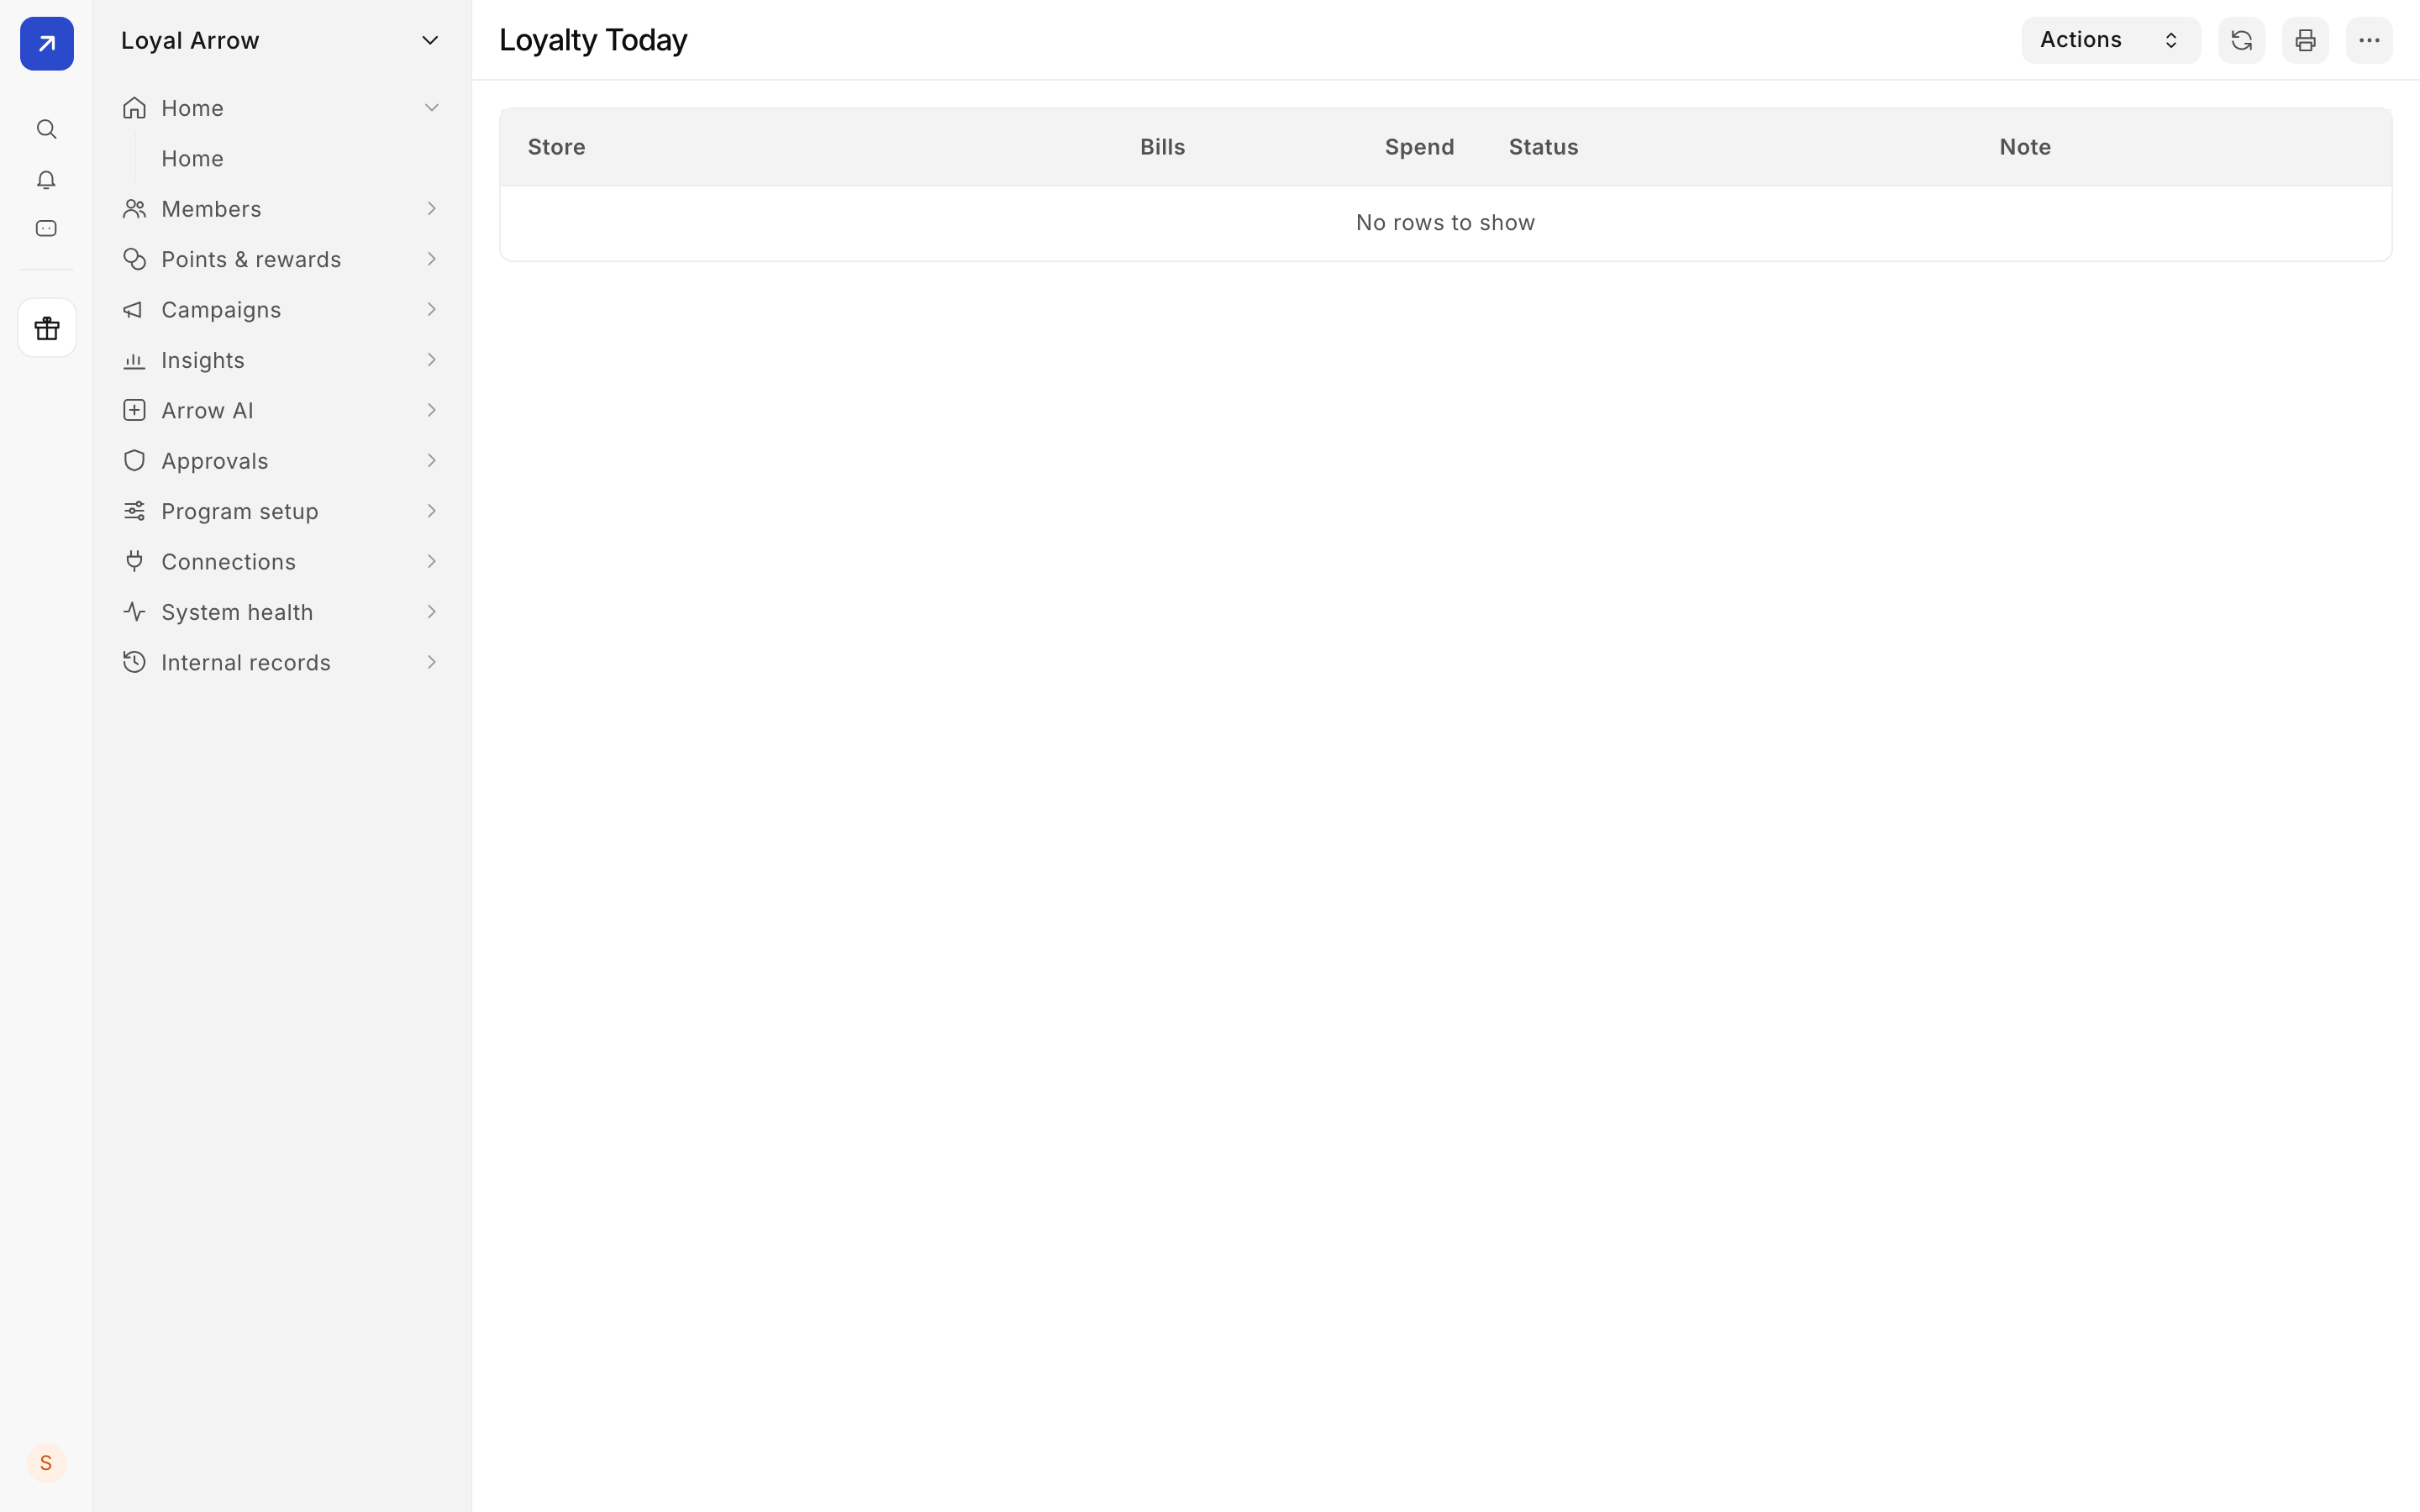 Loyal Arrow
Home
Home
Members
Points & rewards
Campaigns
Insights
Arrow AI
Approvals
Program setup
Connections
System health
Internal records
S
Loyalty Today
Actions
Store Bills Spend Status Note
No rows to show